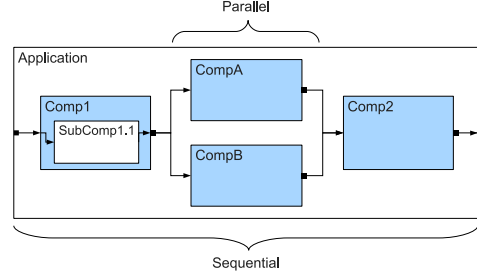 Parallel
Application
CompA
Comp1
Comp2
SubComp1.1
CompB
Sequential